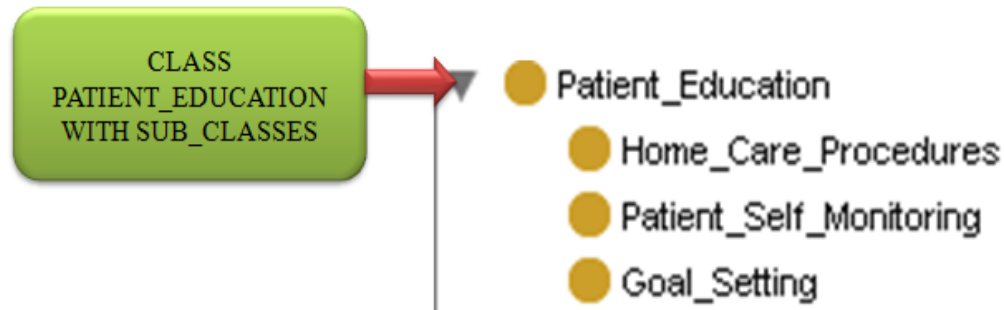 CLASS
PATIENT_EDUCATION
WITH SUB_CLASSES
Patient_Education
Home_Care_Procedures
Patient_Self_Monitoring
Goal_Setting